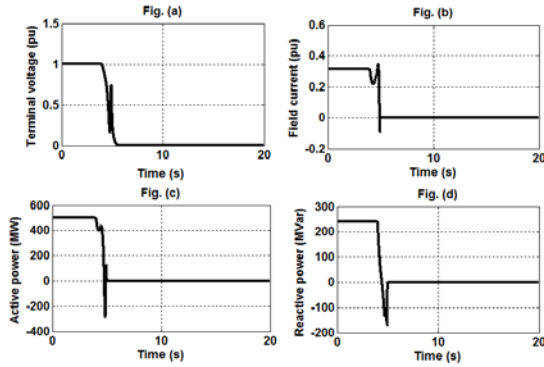 Fig. (a)
Terminal voltage (pu)
1.5
1
0.5
0
0 10 20
Time (s)
Fig. (b)
Field current (pu)
0.6
0.4
0.2
0
-0.2
0 10 20
Time (s)
Fig. (c)
Active power (MW)
600
400
200
0
-200
-400
0 10 20
Time (s)
Fig. (d)
Reactive power (MVar)
300
200
100
0
-100
-200
0 10 20
Time (s)